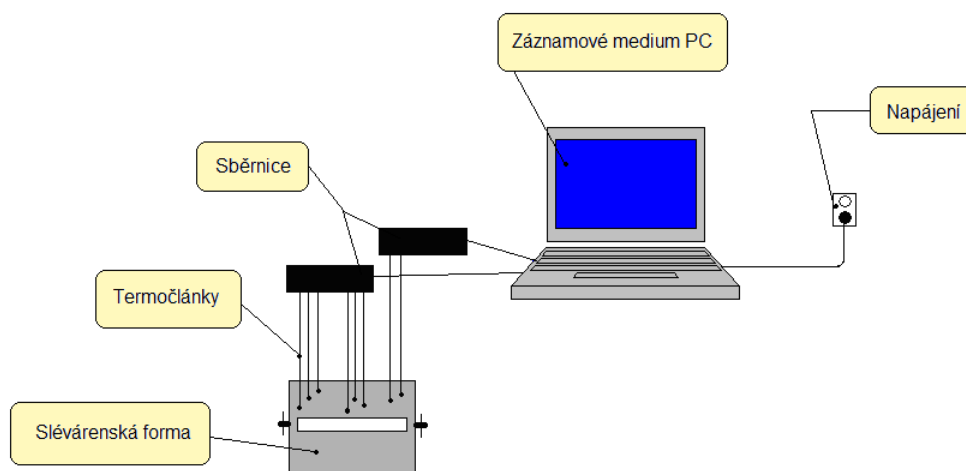 Záznamové medium PC
Napájení
Sběrnice
Termočlánky
Slévárenská forma